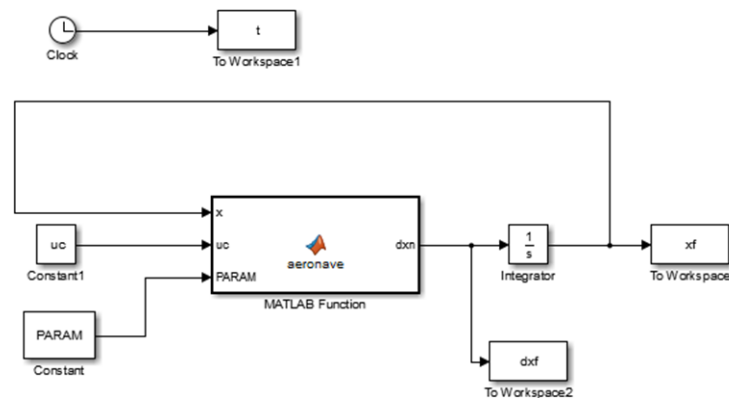 t
Clock
To Workspace1
x
uc
uc
dxn
1
s
xf
aeronave
Constant1
PARAM
Integrator
To Workspace
MATLAB Function
PARAM
dxf
Constant
To Workspace2